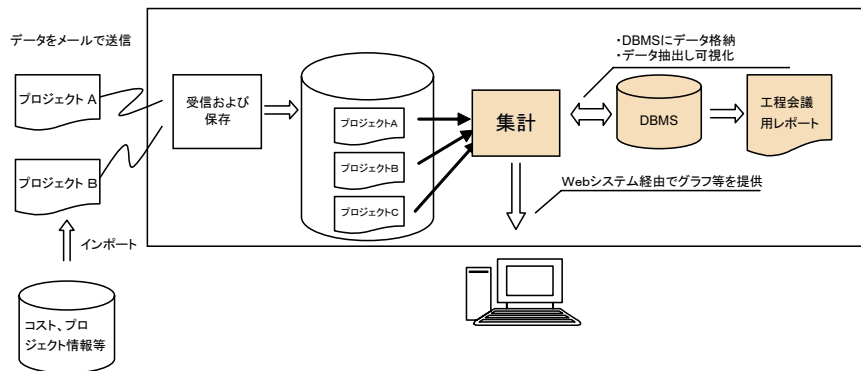 データをメールで送信
プロジェクト A
プロジェクト B
インポート
コスト、プロ
ジェクト情報等
受信および
保存
プロジェクトA
プロジェクトB
プロジェクトC
集計
・DBMSにデータ格納
・データ抽出し可視化
DBMS
工程会議
用レポート
Webシステム経由でグラフ等を提供